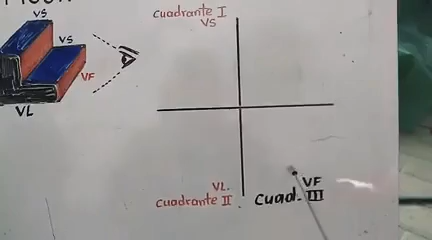 VS
VS
VF
VL
Cuadrante I
VS
VL.
Cuadrante II
VF
Cuad. III